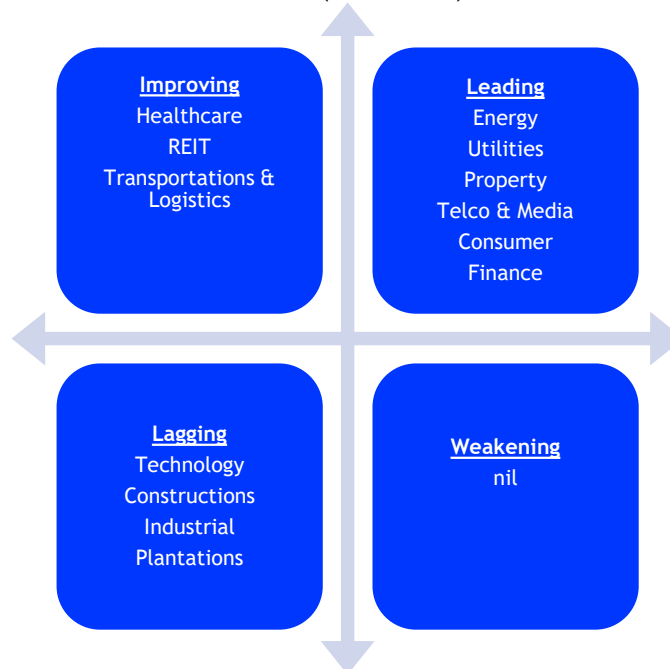 Improving
Healthcare
REIT
Transportations &
Logistics
Leading
Energy
Utilities
Property
Telco & Media
Consumer
Finance
Lagging
Technology
Constructions
Industrial
Plantations
Weakening
nil